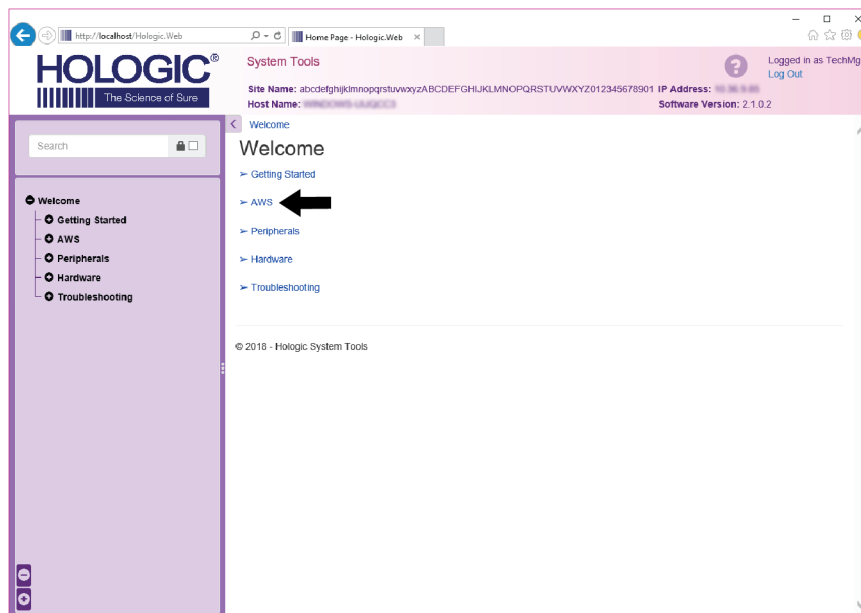 http://localhost/Hologic.Web
Home Page - Hologic.Web
HOLOGIC®
The Science of Sure
System Tools
Logged in as TechMg
Log Out
Site Name: abcdefghijklmnopqrstuvwxyzABCDEFGHIJKLMNOPQRSTUVWXYZ012345678901 IP Address:
Host Name:
Software Version: 2.1.0.2
Search
Welcome
Getting Started
AWS
Peripherals
Hardware
Troubleshooting
Welcome
Welcome
➢ Getting Started
➢ AWS
➢ Peripherals
➢ Hardware
➢ Troubleshooting
© 2018 - Hologic System Tools